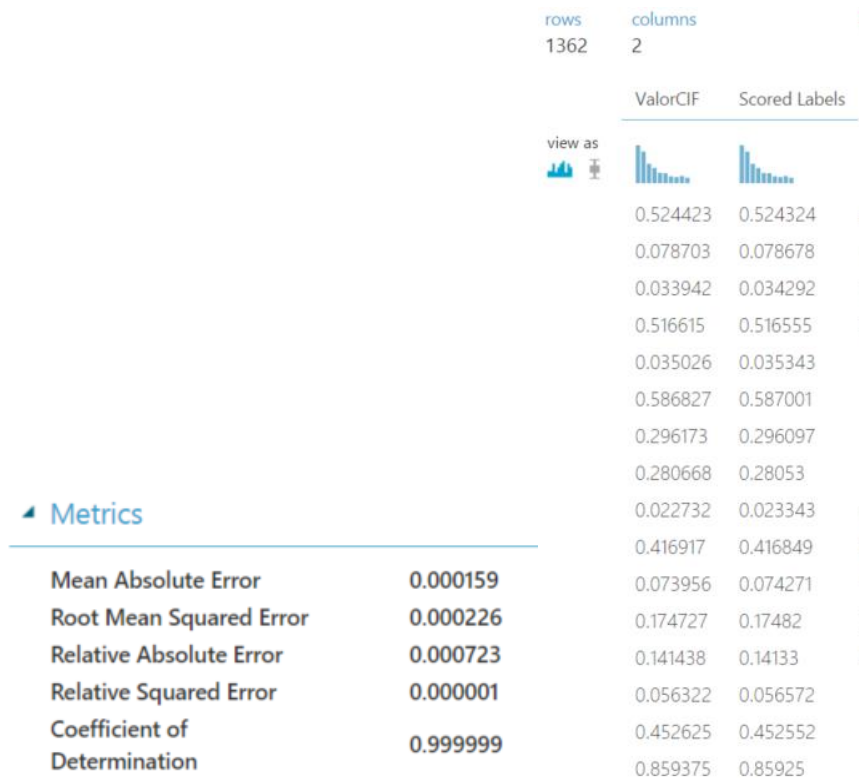 rows columns
1362 2
ValorCIF Scored Labels
view as
0.524423 0.524324
0.078703 0.078678
0.033942 0.034292
0.516615 0.516555
0.035026 0.035343
0.586827 0.587001
0.296173 0.296097
0.280668 0.28053
0.022732 0.023343
0.416917 0.416849
0.073956 0.074271
0.174727 0.17482
0.141438 0.14133
0.056322 0.056572
0.452625 0.452552
0.859375 0.85925
Metrics
Mean Absolute Error 0.000159
Root Mean Squared Error 0.000226
Relative Absolute Error 0.000723
Relative Squared Error 0.000001
Coefficient of
Determination 0.999999